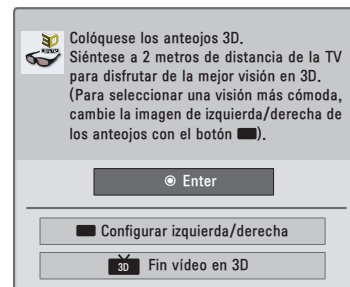 3D
Colóquese los anteojos 3D.
Siéntese a 2 metros de distancia de la TV
para disfrutar de la mejor visión en 3D.
(Para seleccionar una visión más cómoda,
cambie la imagen de izquierda/derecha de
los anteojos con el botón ).
Enter
Configurar izquierda/derecha
3D Fin vídeo en 3D